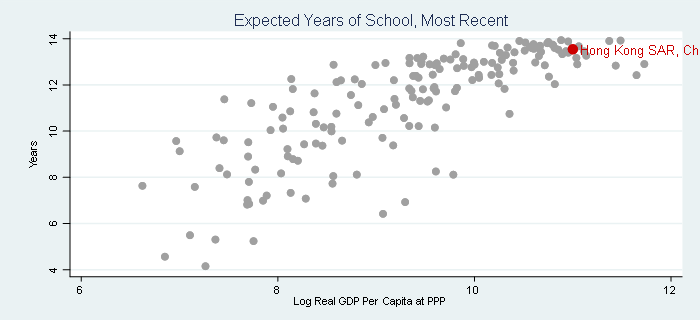 Expected Years of School, Most Recent
Years
14
12
10
8
6
4
Hong Kong SAR, Ch
6
8
10
12
Log Real GDP Per Capita at PPP